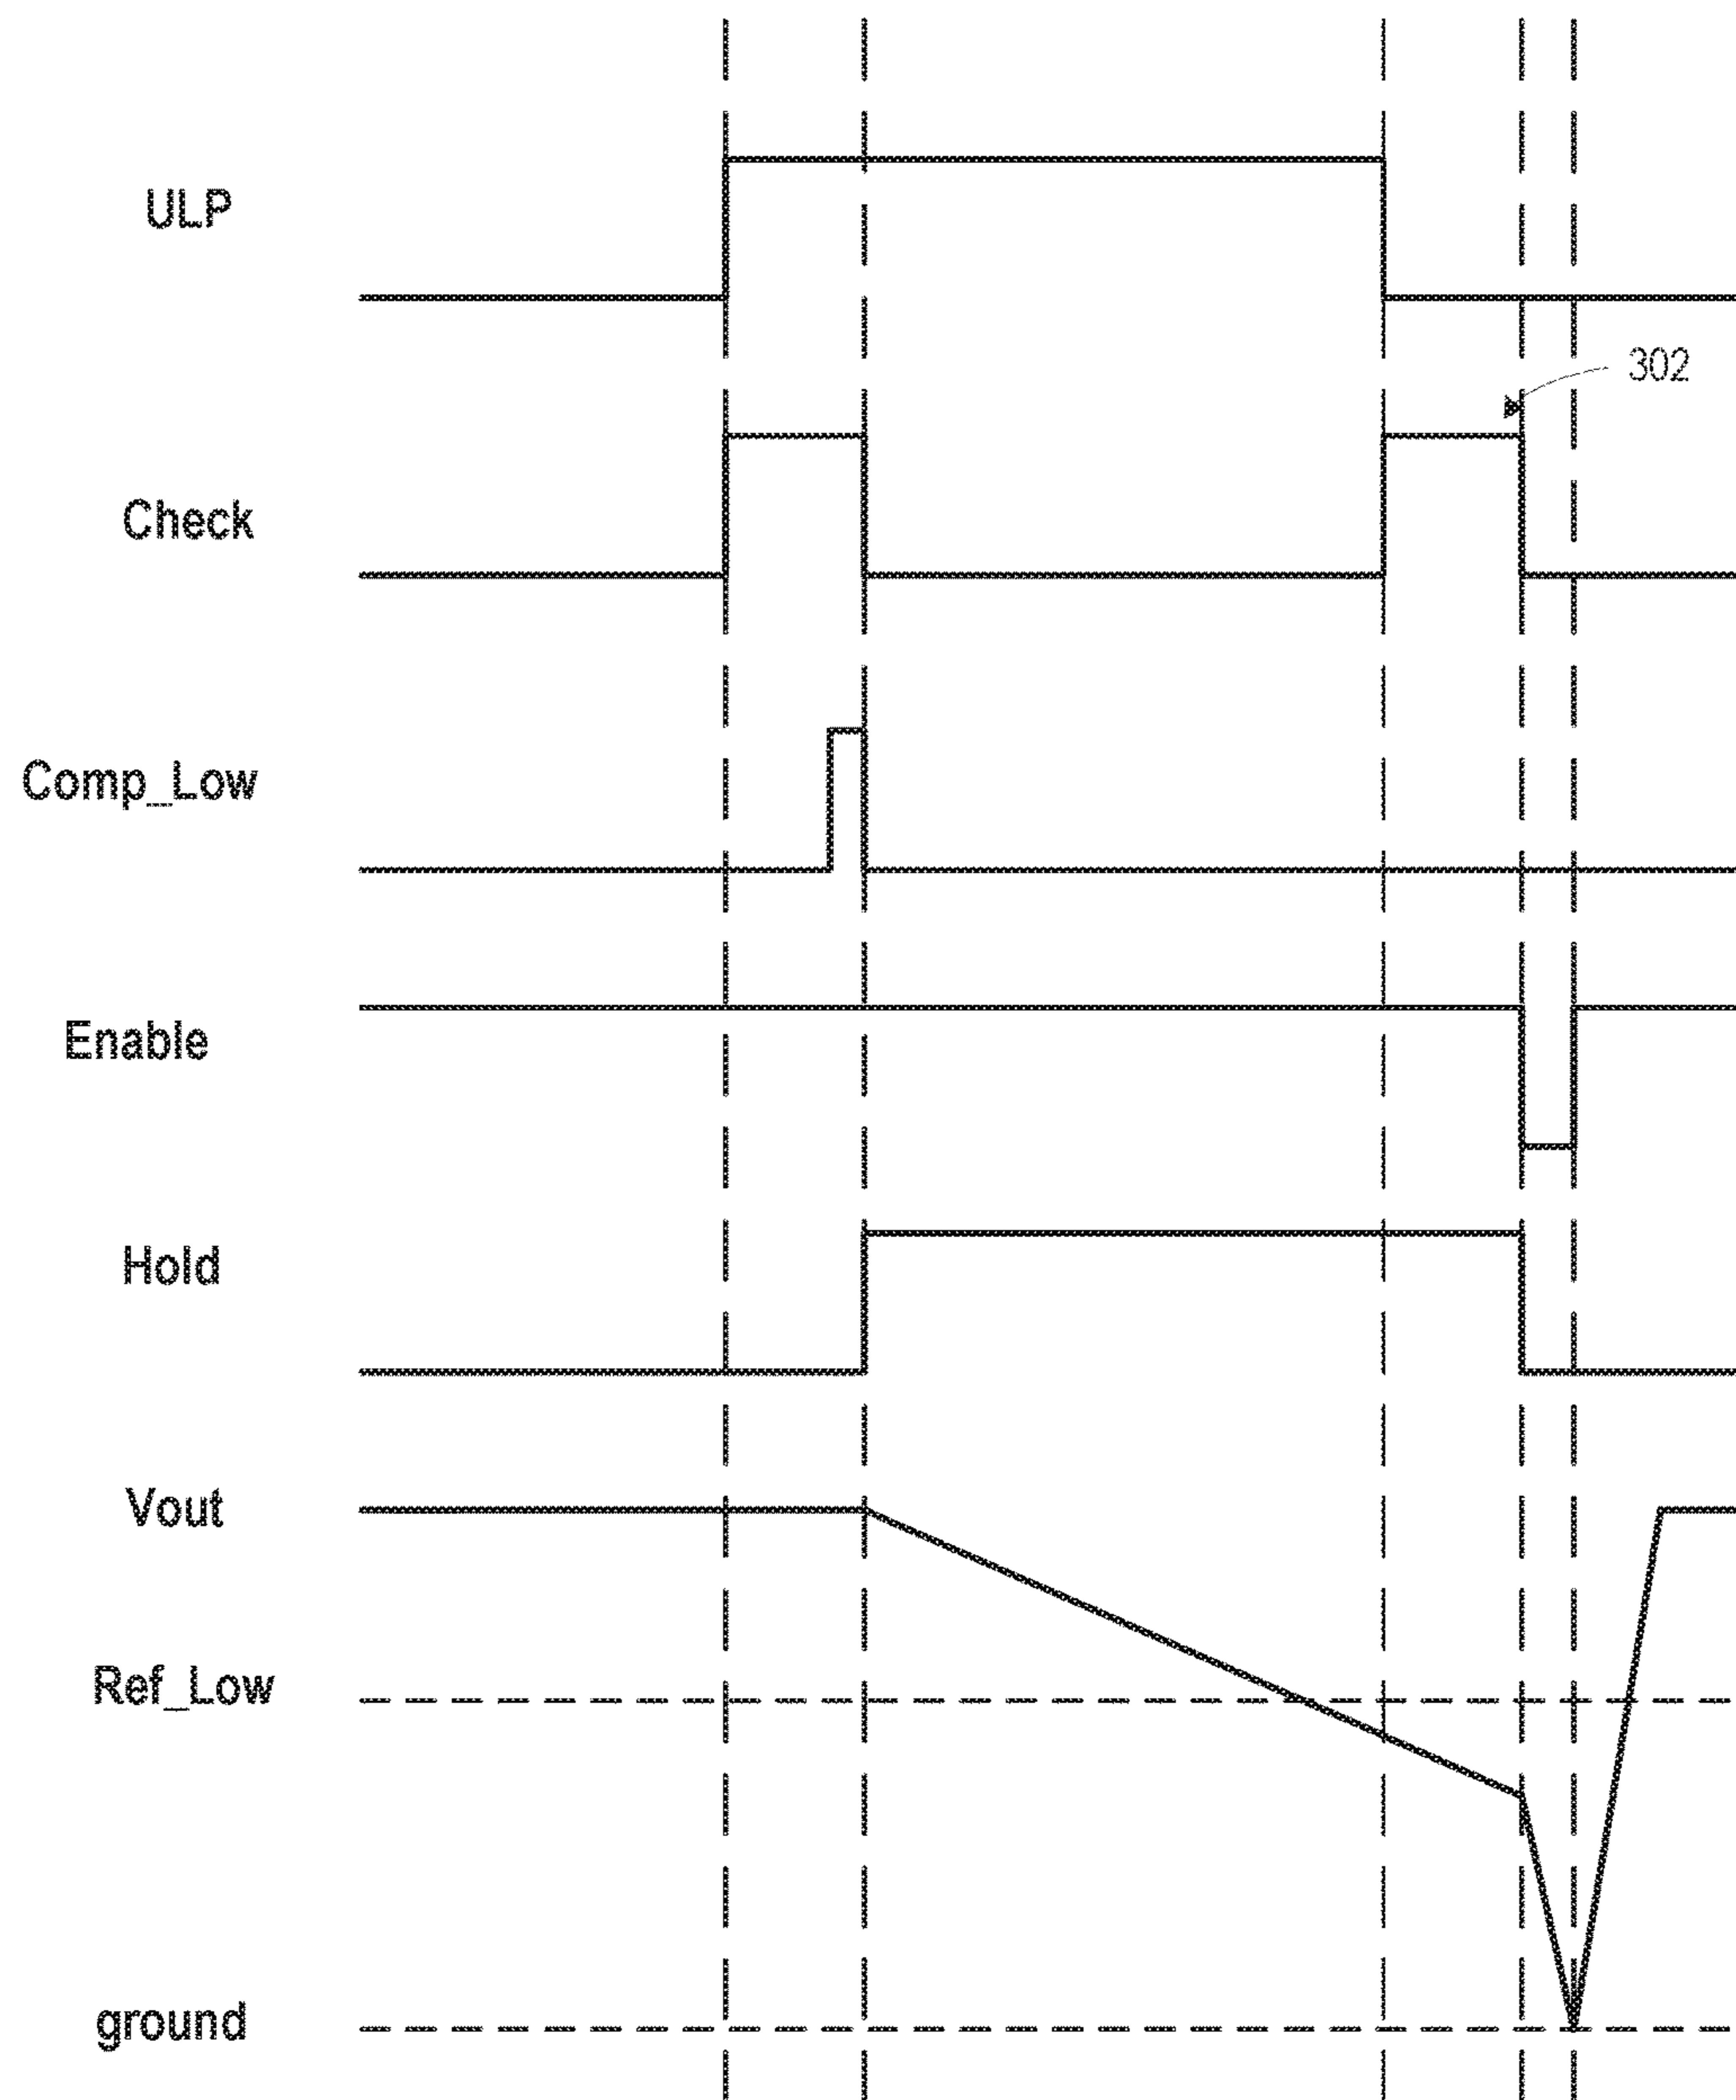 ULP
302
Check
Comp_Low
Enable
Hold
Vout
Ref_Low
ground